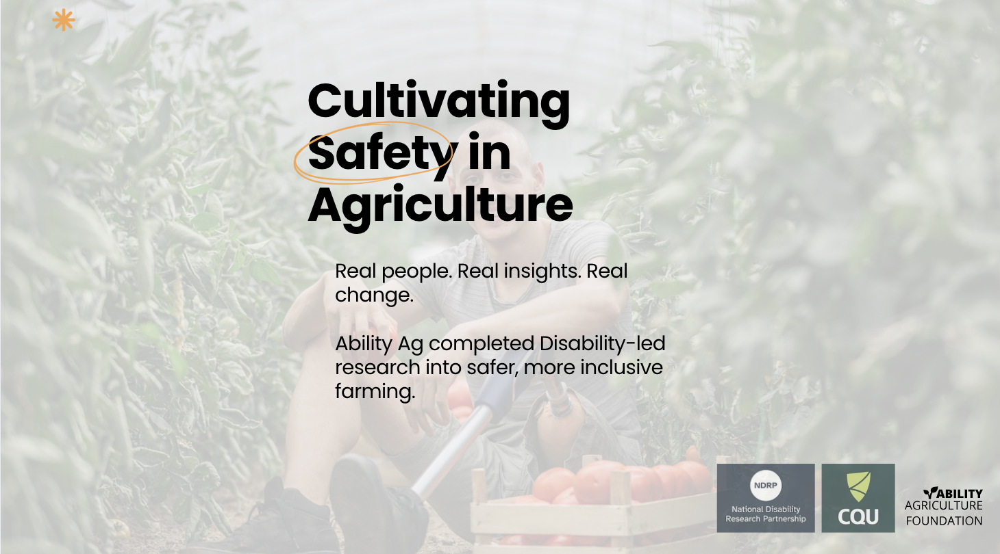 Cultivating
Safety in
Agriculture
Real people. Real insights. Real
change.
Ability Ag completed Disability-led
research into safer, more inclusive
farming.
NDRP
National Disability
Research Partnership
CQU
ABILITY
AGRICULTURE
FOUNDATION